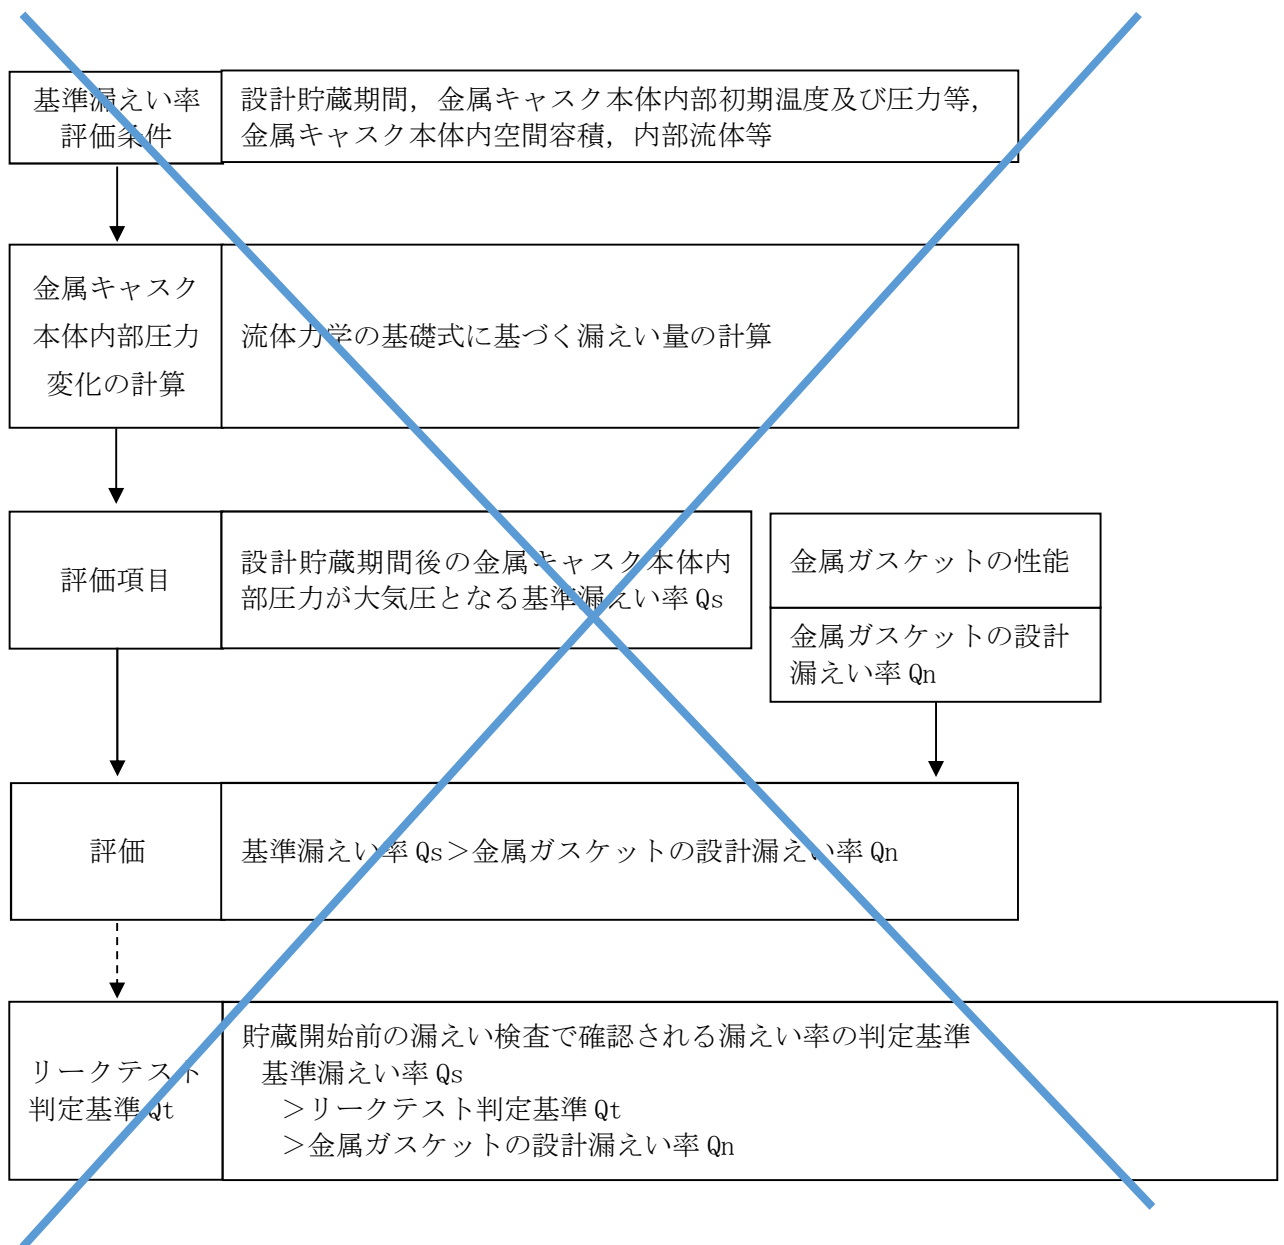 基準漏えい率
評価条件
設計貯蔵期間，金属キャスク本体内部初期温度及び圧力等，
金属キャスク本体内空間容積，内部流体等
金属キャスク
本体内部圧力
変化の計算
流体力学の基礎式に基づく漏えい量の計算
評価項目
設計貯蔵期間後の金属キャスク本体内
部圧力が大気圧となる基準漏えい率 Qs
金属ガスケットの性能
金属ガスケットの設計
漏えい率 Qn
評価
基準漏えい率 Qs＞金属ガスケットの設計漏えい率 Qn
リークテスト
判定基準 Qt
貯蔵開始前の漏えい検査で確認される漏えい率の判定基準
基準漏えい率 Qs
＞リークテスト判定基準 Qt
＞金属ガスケットの設計漏えい率 Qn